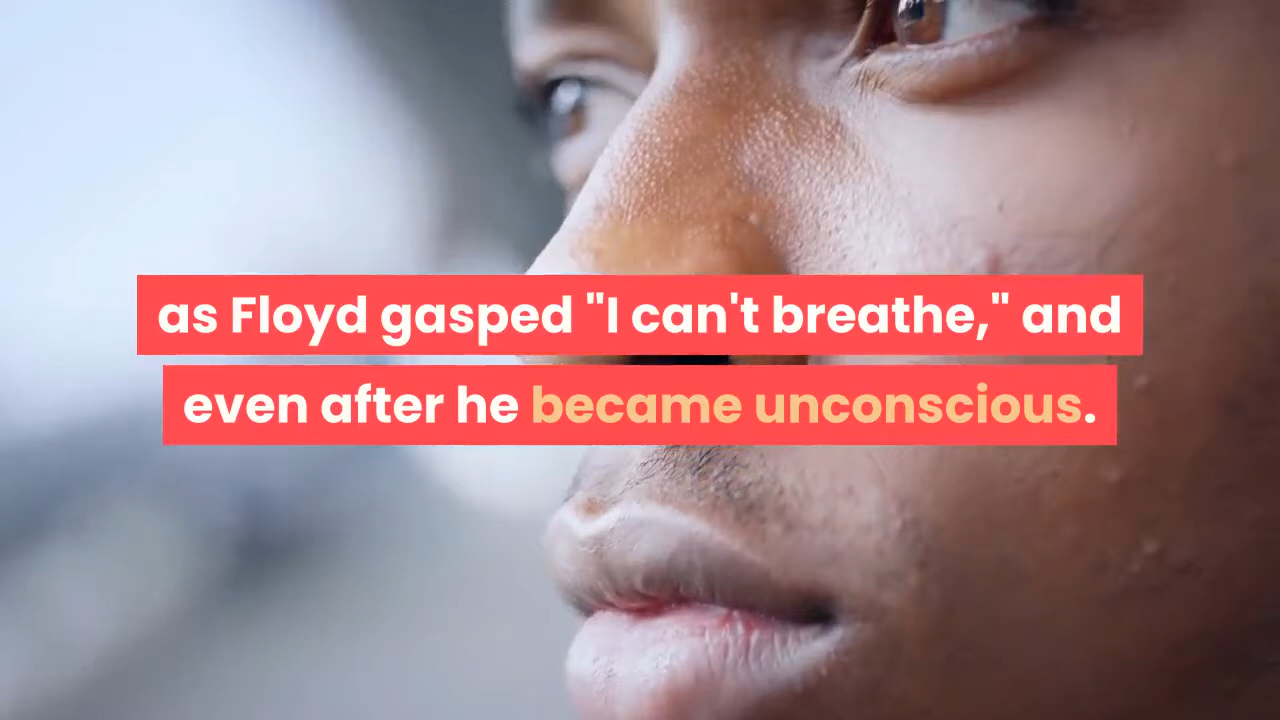 as Floyd gasped "I can't breathe," and
even after he became unconscious.